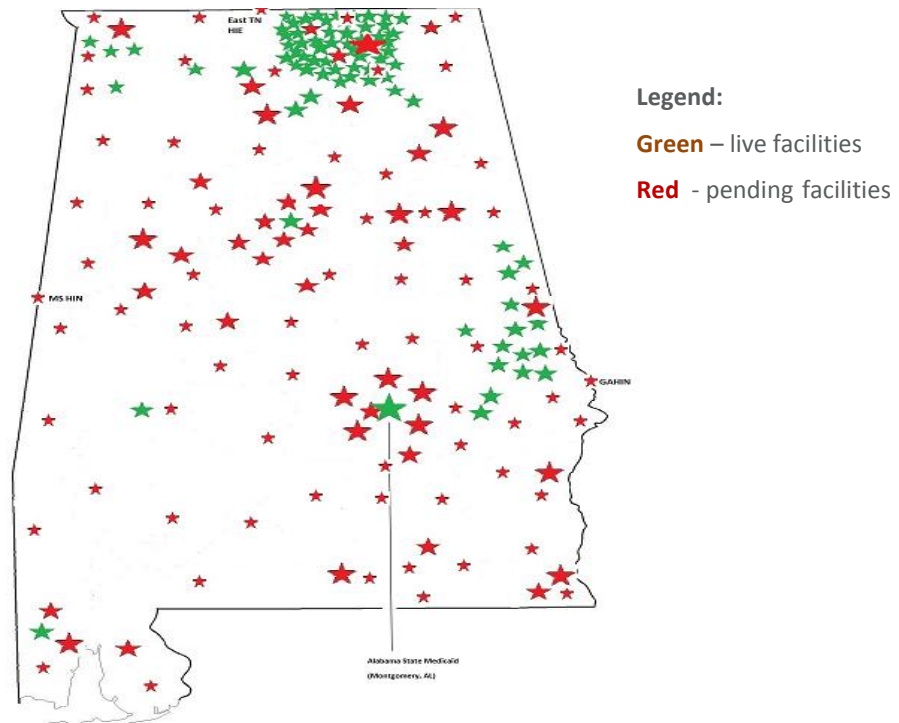 East TN
HIE
Legend:
Green – live facilities
Red - pending facilities
MS HIN
GAHIN
Alabama State Medicaid
(Montgomery, AL)